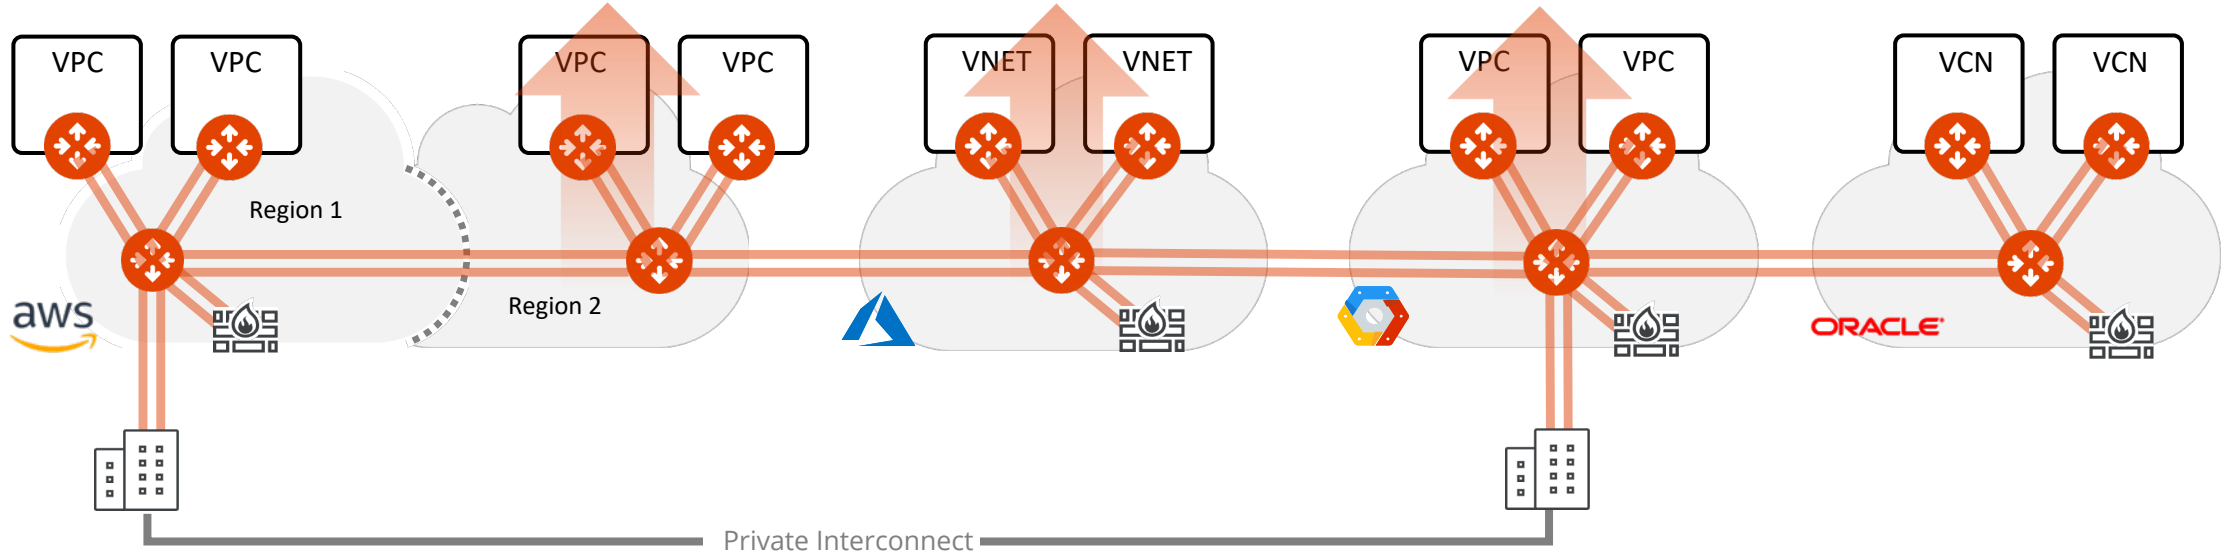 VPC
VPC
VPC
VPC
VNET
VNET
VPC
VPC
VCN
VCN
Region 1
Region 2
aws
ORACLE
Private Interconnect